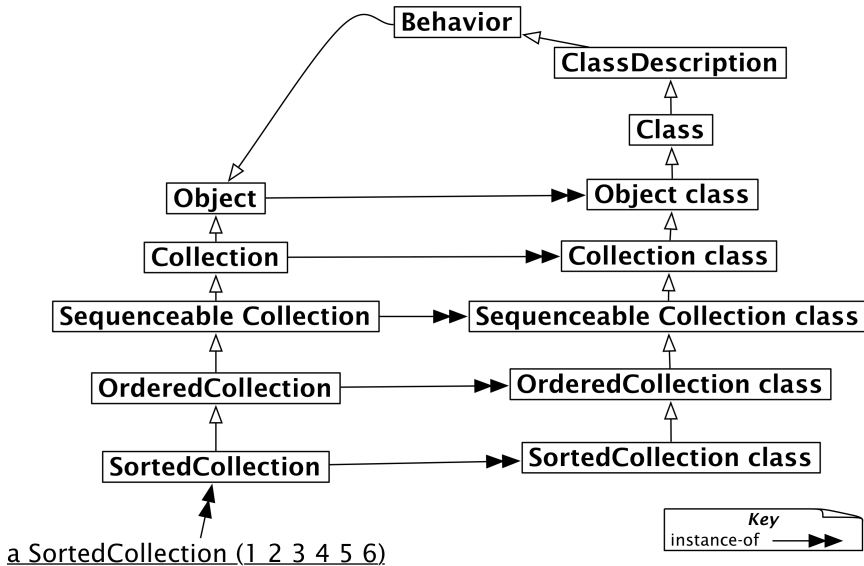 Behavior
ClassDescription
Class
Object
Object class
Collection
Collection class
Sequenceable Collection
Sequenceable Collection class
OrderedCollection
OrderedCollection class
SortedCollection
SortedCollection class
a SortedCollection (1 2 3 4 5 6)
Key
instance-of